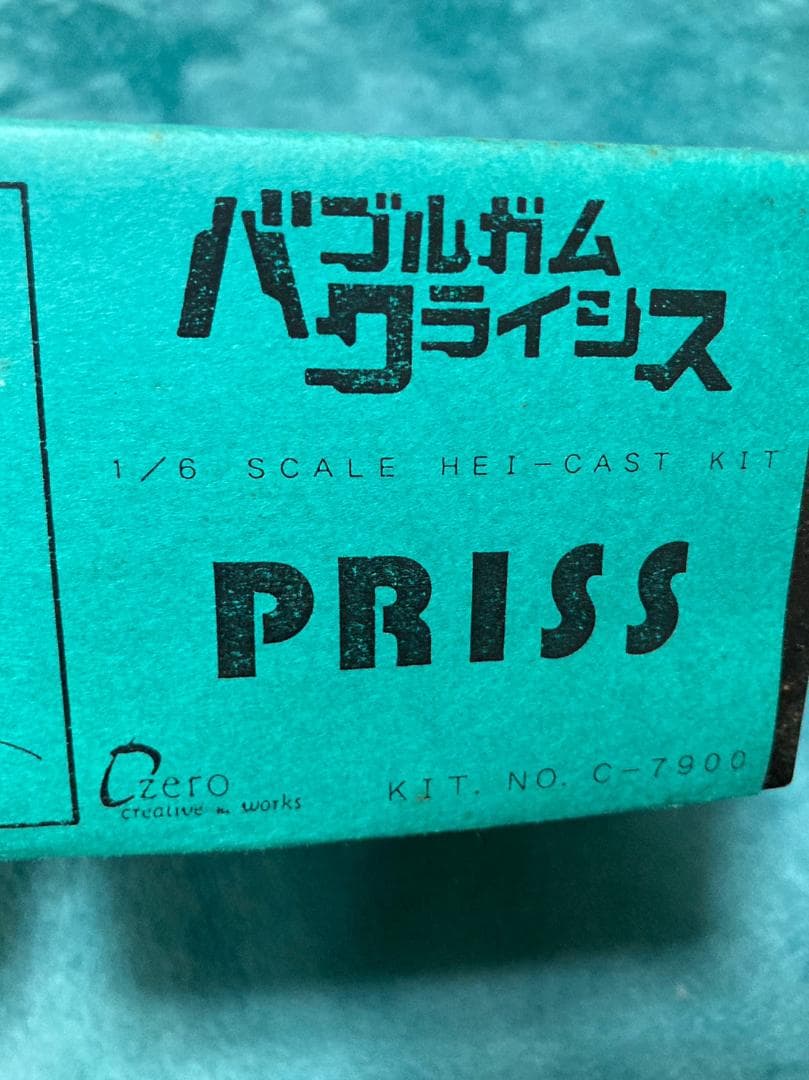 バブルガム
クライシス
1/6 SCALE HEI-CAST KIT
PRISS
zero
creative works
KIT. NO. C-7900